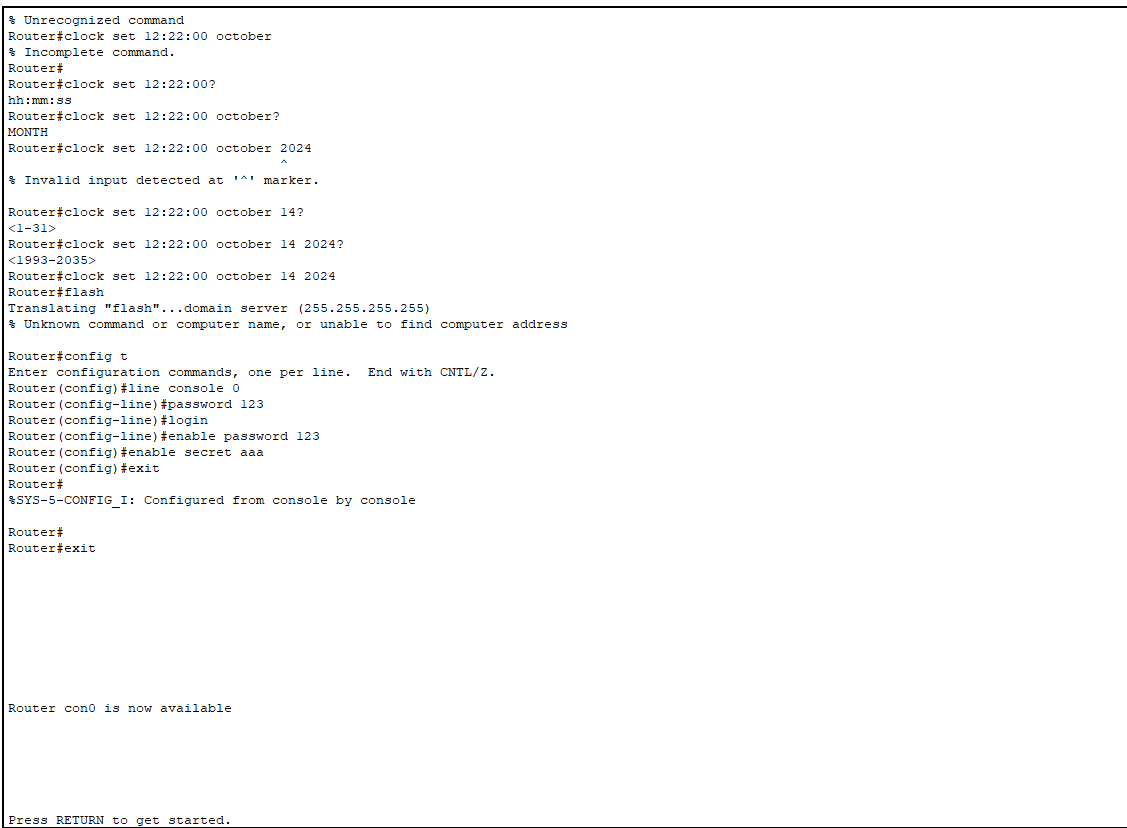 % Unrecognized command
Router#clock set 12:22:00 october
% Incomplete command.
Router#
Router#clock set 12:22:00?
hh:mm:ss
Router#clock set 12:22:00 october?
MONTH
Router#clock set 12:22:00 october 2024
^
% Invalid input detected at '^' marker.
Router#clock set 12:22:00 october 14?
<1-31>
Router#clock set 12:22:00 october 14 2024?
<1993-2035>
Router#clock set 12:22:00 october 14 2024
Router#flash
Translating "flash"...domain server (255.255.255.255)
% Unknown command or computer name, or unable to find computer address
Router#config t
Enter configuration commands, one per line.  End with CNTL/Z.
Router(config)#line console 0
Router(config-line)#password 123
Router(config-line)#login
Router(config-line)#enable password 123
Router(config)#enable secret aaa
Router(config)#exit
Router#
%SYS-5-CONFIG_I: Configured from console by console
Router#
Router#exit
Router con0 is now available
Press RETURN to get started.